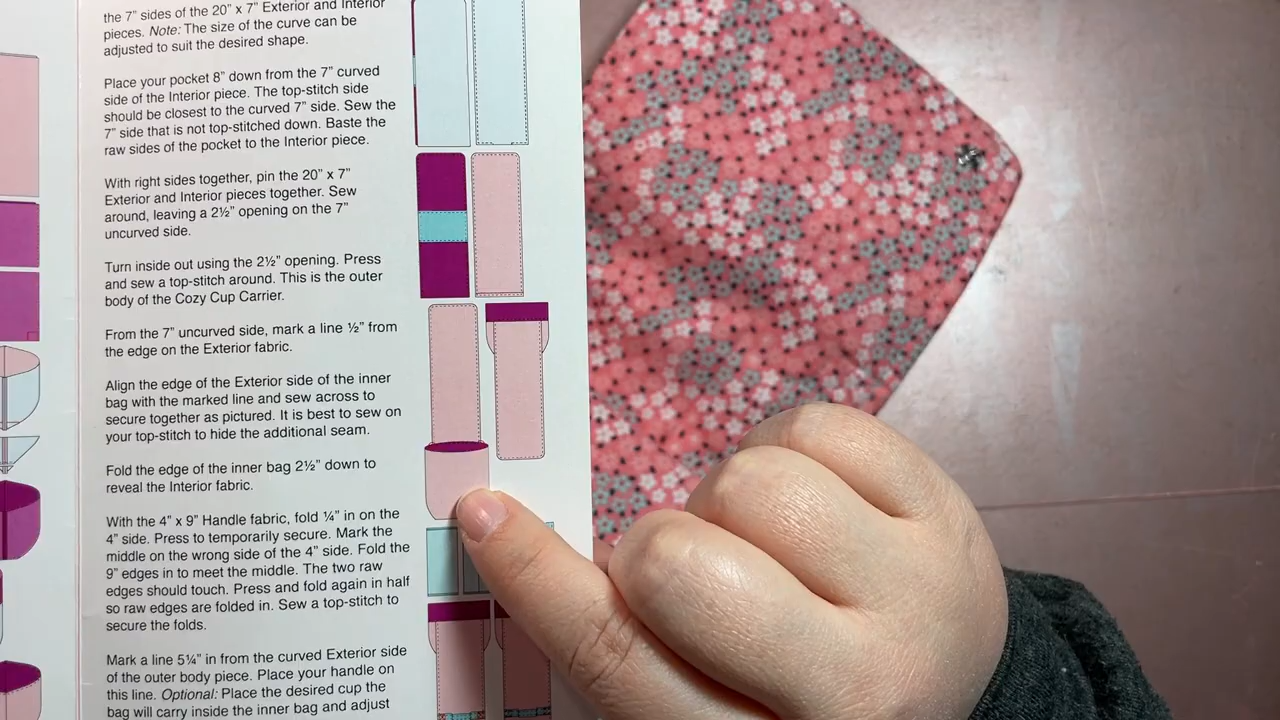 the 7” sides of the 20” x 7” Exterior and Interior
pieces. Note: The size of the curve can be
adjusted to suit the desired shape.
Place your pocket 8” down from the 7” curved
side of the Interior piece. The top-stitch side
should be closest to the curved 7” side. Sew the
7” side that is not top-stitched down. Baste the
raw sides of the pocket to the Interior piece.
With right sides together, pin the 20” x 7”
Exterior and Interior pieces together. Sew
around, leaving a 2½” opening on the 7”
uncurved side.
Turn inside out using the 2½” opening. Press
and sew a top-stitch around. This is the outer
body of the Cozy Cup Carrier.
From the 7” uncurved side, mark a line ½” from
the edge on the Exterior fabric.
Align the edge of the Exterior side of the inner
bag with the marked line and sew across to
secure together as pictured. It is best to sew on
your top-stitch to hide the additional seam.
Fold the edge of the inner bag 2½” down to
reveal the Interior fabric.
With the 4” x 9” Handle fabric, fold ¼” in on the
4” side. Press to temporarily secure. Mark the
middle on the wrong side of the 4” side. Fold the
9” edges in to meet the middle. The two raw
edges should touch. Press and fold again in half
so raw edges are folded in. Sew a top-stitch to
secure the folds.
Mark a line 5¼” in from the curved Exterior side
of the outer body piece. Place your handle on
this line. Optional: Place the desired cup the
bag will carry inside the inner bag and adjust